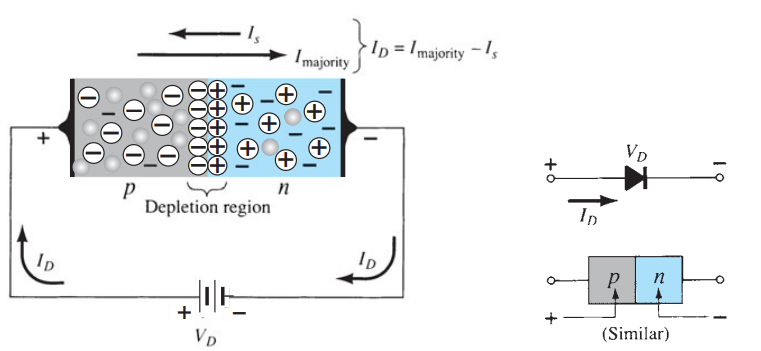 I_s
I_majority } I_D = I_majority – I_s
+ –
p n
Depletion region
I_D I_D
+ –
V_D
V_D
+ –
I_D
p n
+ –
(Similar)